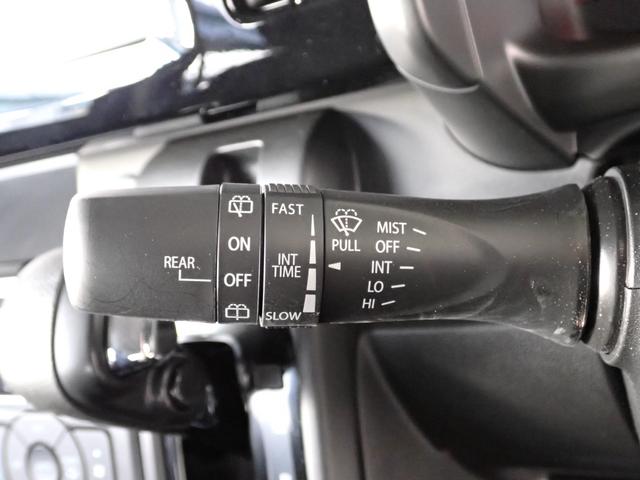 REAR
ON
OFF
FAST
INT
TIME
SLOW
PULL
MIST
OFF
INT
LO
HI